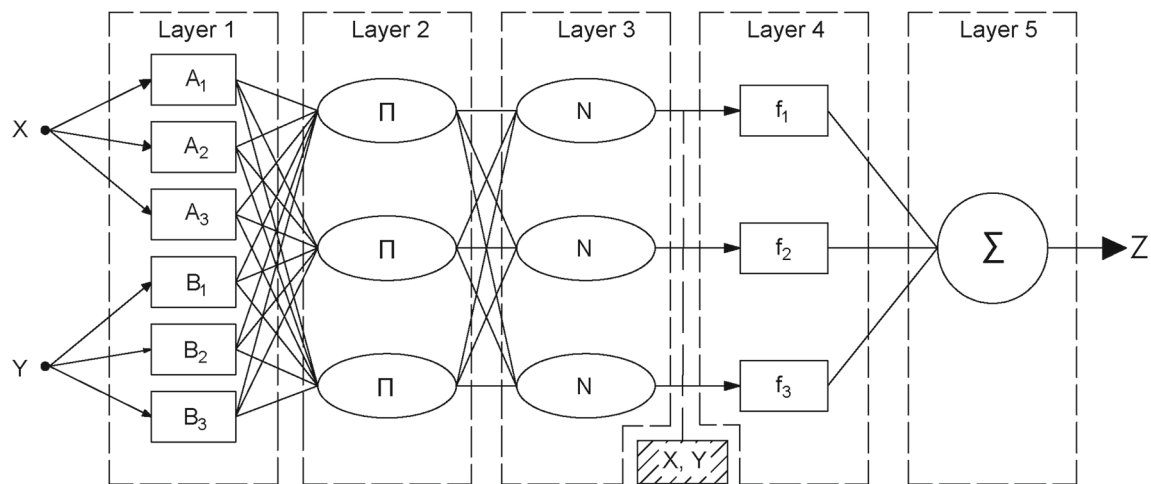 Layer 1 Layer 2 Layer 3 Layer 4 Layer 5
A₁
Π N f₁
X
A₂
A₃
Π N f₂ Σ Z
B₁
B₂
Y
Π N f₃
B₃
X, Y